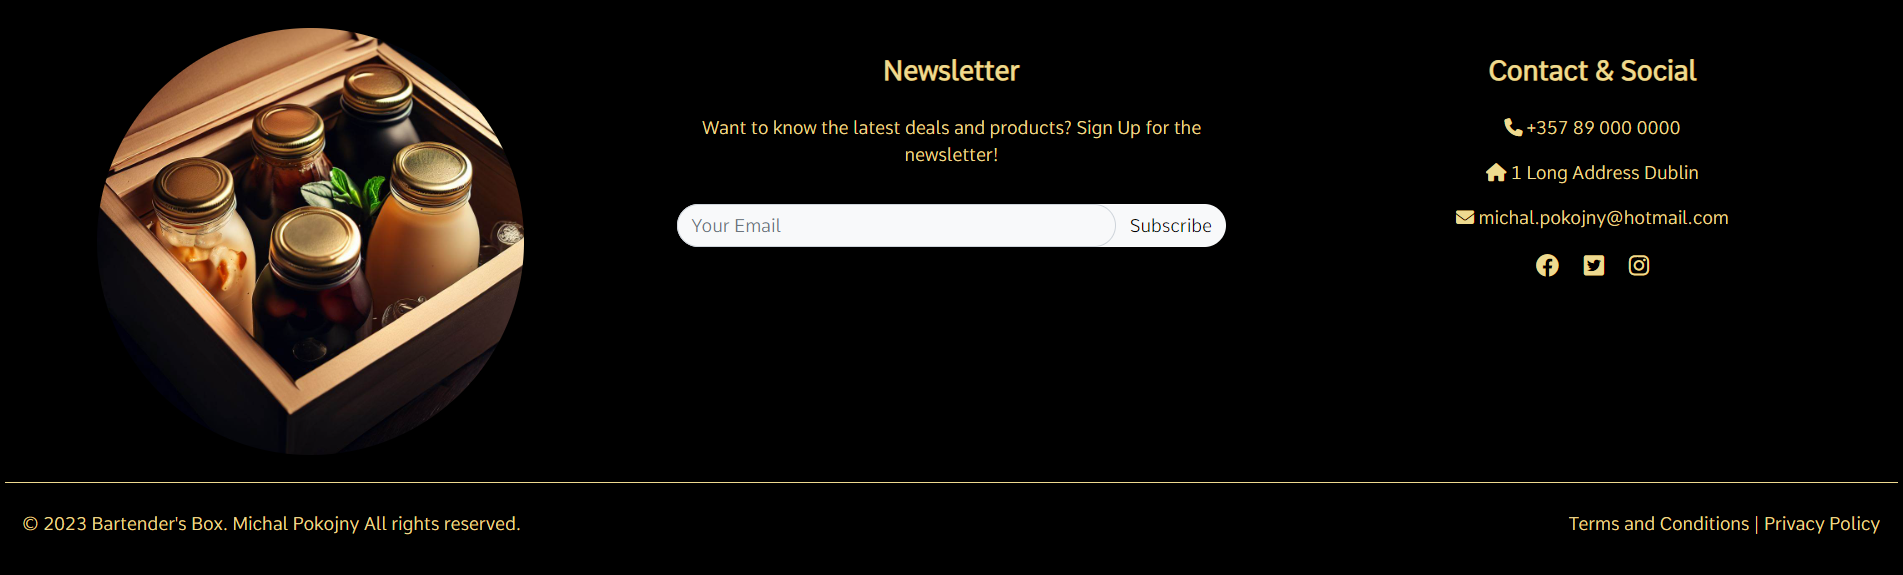 Newsletter
Want to know the latest deals and products? Sign Up for the
newsletter!
Your Email
Subscribe
Contact & Social
+357 89 000 0000
1 Long Address Dublin
michal.pokojny@hotmail.com
© 2023 Bartender's Box. Michal Pokojny All rights reserved.
Terms and Conditions | Privacy Policy